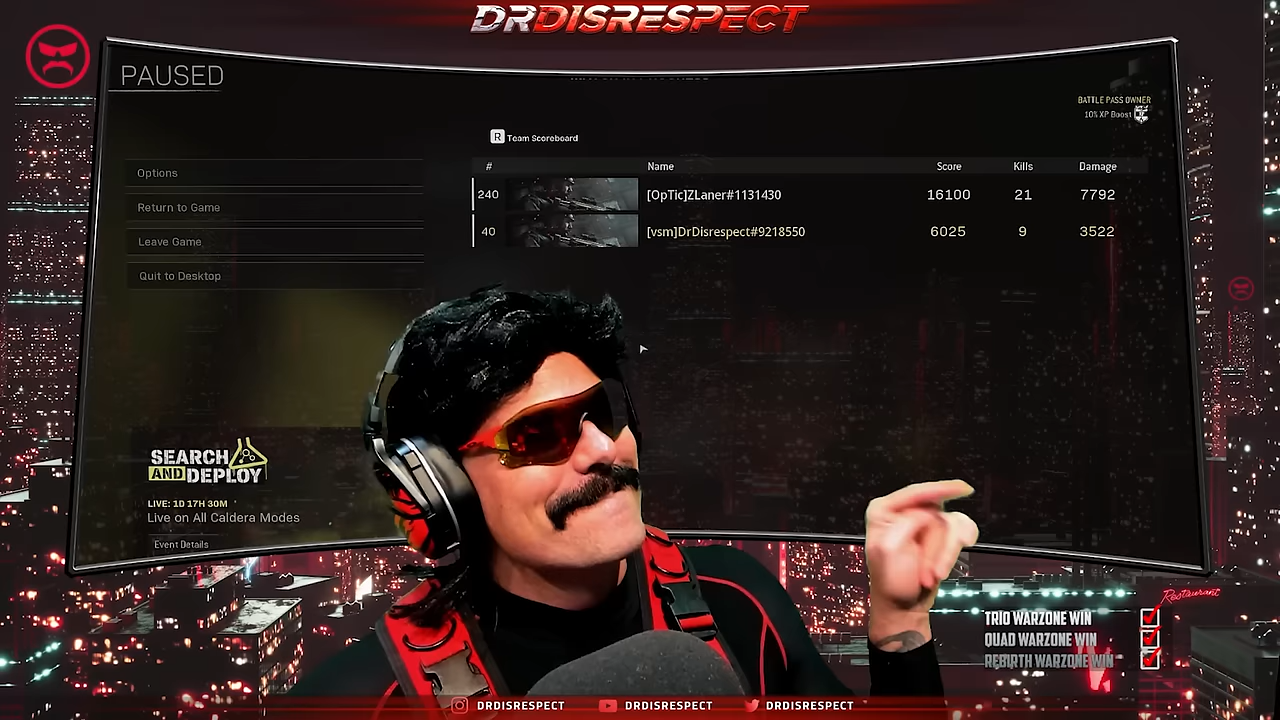 DRDISRESPECT
PAUSED
BATTLE PASS OWNER
10% XP Boost
R Team Scoreboard
# Name Score Kills Damage
240 [OpTic]ZLaner#1131430 16100 21 7792
40 [vsm]DrDisrespect#9218550 6025 9 3522
Options
Return to Game
Leave Game
Quit to Desktop
SEARCH
AND DEPLOY
LIVE: 1D 17H 30M
Live on All Caldera Modes
Event Details
Restaurant
TRIO WARZONE WIN
QUAD WARZONE WIN
REBIRTH WARZONE WIN
DRDISRESPECT DRDISRESPECT DRDISRESPECT